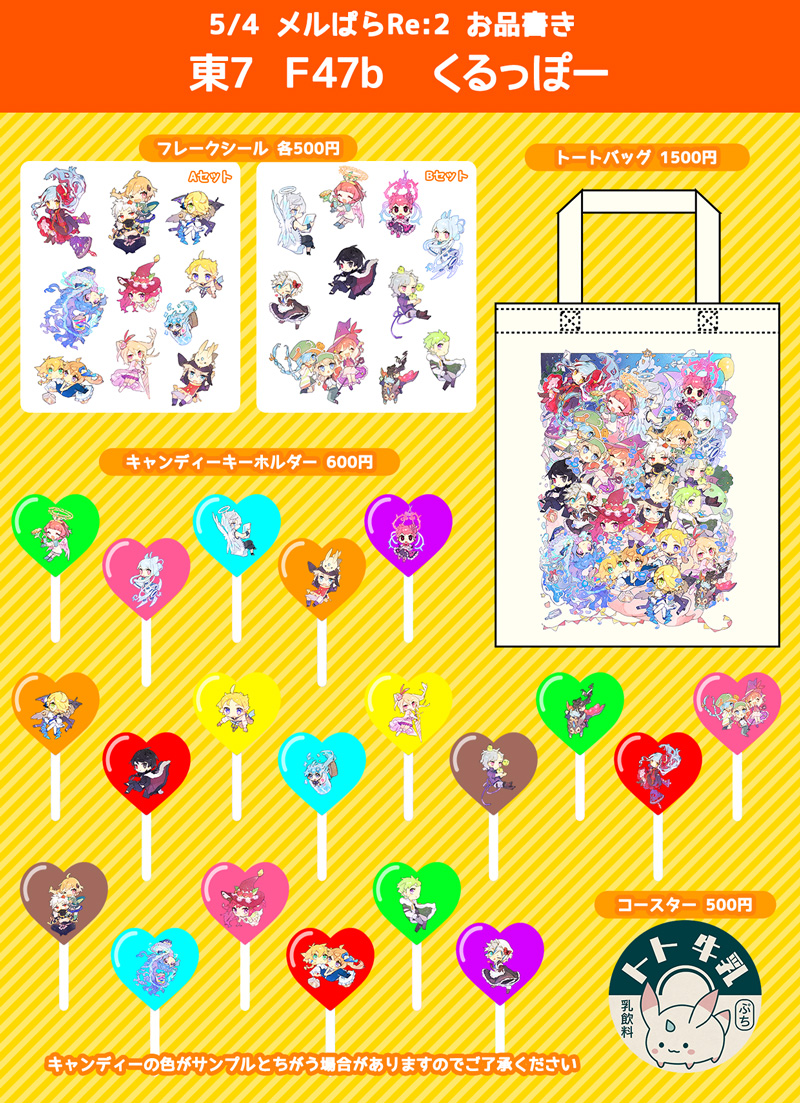 5/4 メルぱらRe:2 お品書き
東7 F47b くるっぽー
フレークシール 各500円
Aセット
Bセット
トートバッグ 1500円
キャンディーキーホルダー 600円
コースター 500円
トト牛乳
乳飲料
ぷち
キャンディーの色がサンプルとちがう場合がありますのでご了承ください